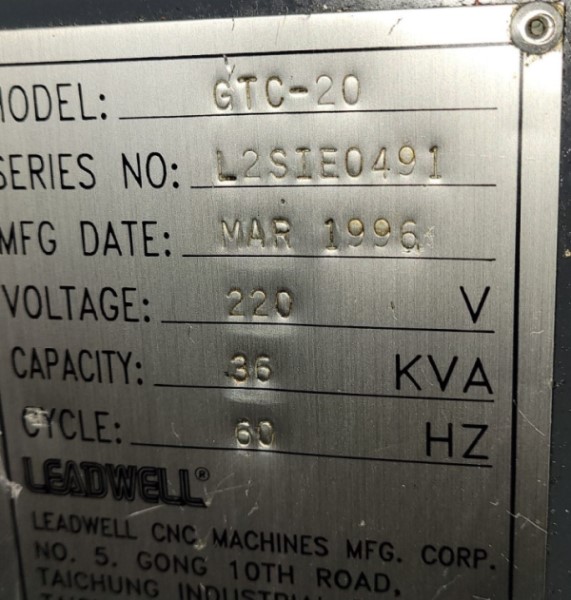 MODEL: GTC-20
SERIES NO: L2SIE0491
MFG DATE: MAR 1996
VOLTAGE: 220 V
CAPACITY: 36 KVA
CYCLE: 60 HZ
LEADWELL®
LEADWELL CNC MACHINES MFG. CORP.
NO. 5, GONG 10TH ROAD,
TAICHUNG